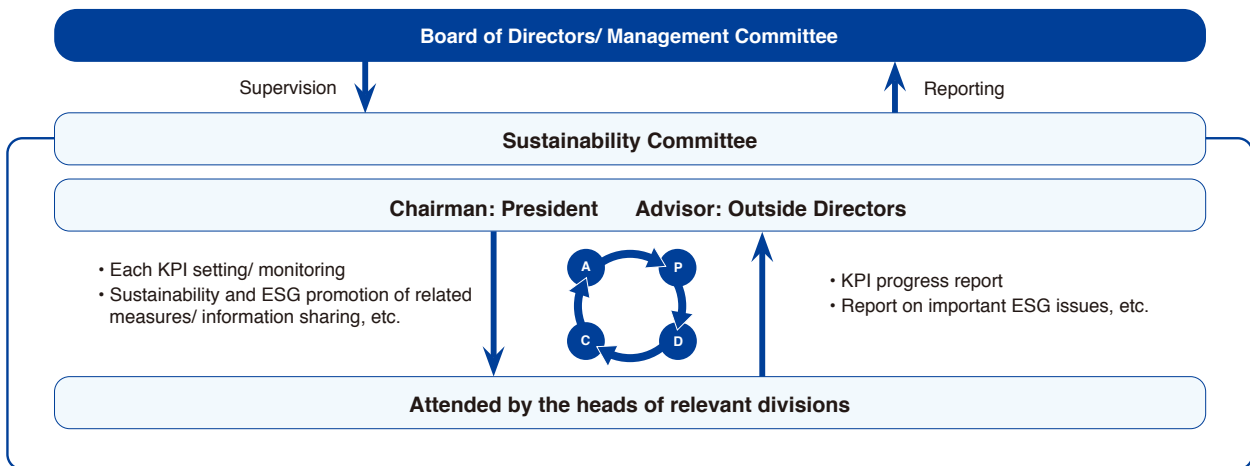 Board of Directors/ Management Committee
Supervision
Reporting
Sustainability Committee
Chairman: President Advisor: Outside Directors
• Each KPI setting/ monitoring
• Sustainability and ESG promotion of related
measures/ information sharing, etc.
A
P
C
D
• KPI progress report
• Report on important ESG issues, etc.
Attended by the heads of relevant divisions